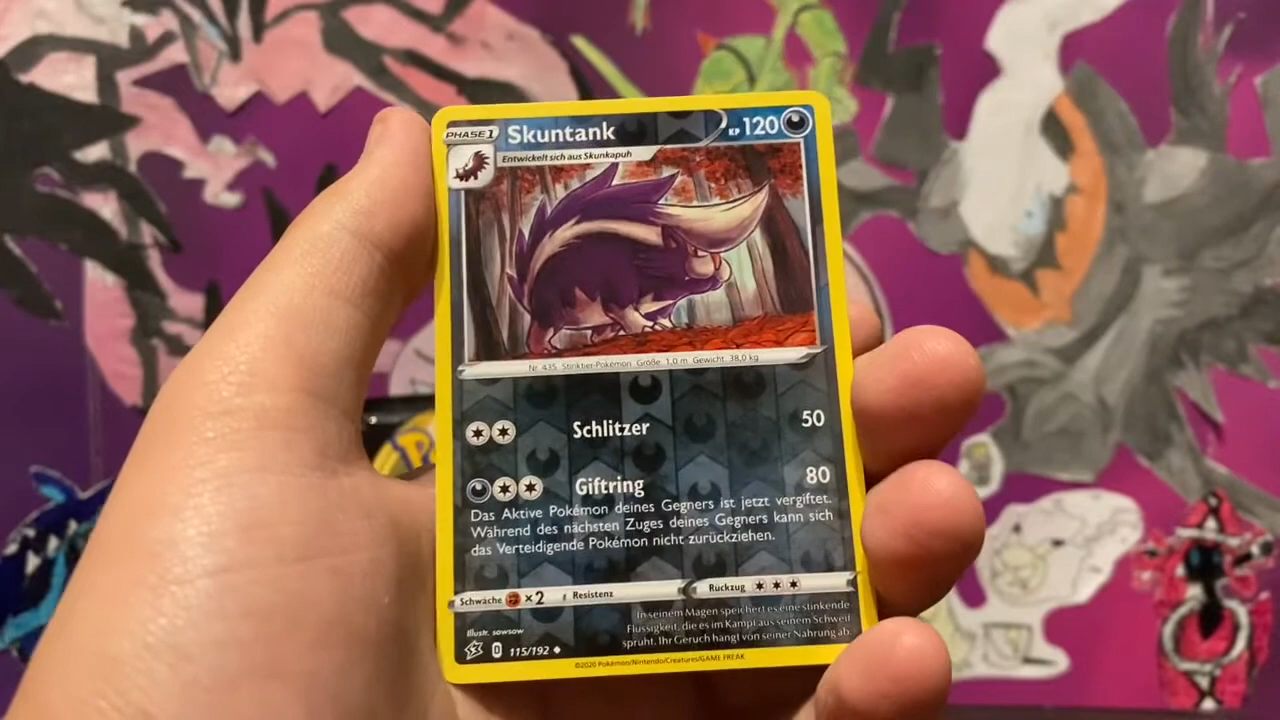 PHASE 1 Skuntank KP 120
Entwickelt sich aus Skunkapuh
Nr. 435 Stinktier-Pokémon Größe: 1,0 m Gewicht: 38,0 kg
Schlitzer 50
Giftring 80
Das Aktive Pokémon deines Gegners ist jetzt vergiftet.
Während des nächsten Zuges deines Gegners kann sich
das Verteidigende Pokémon nicht zurückziehen.
Schwäche ×2 Resistenz Rückzug
In seinem Magen speichert es eine stinkende
Flüssigkeit, die es im Kampf aus seinem Schweif
sprüht. Ihr Geruch hängt von seiner Nahrung ab.
Illustr. sowsow
D 115/192
©2020 Pokémon/Nintendo/Creatures/GAME FREAK